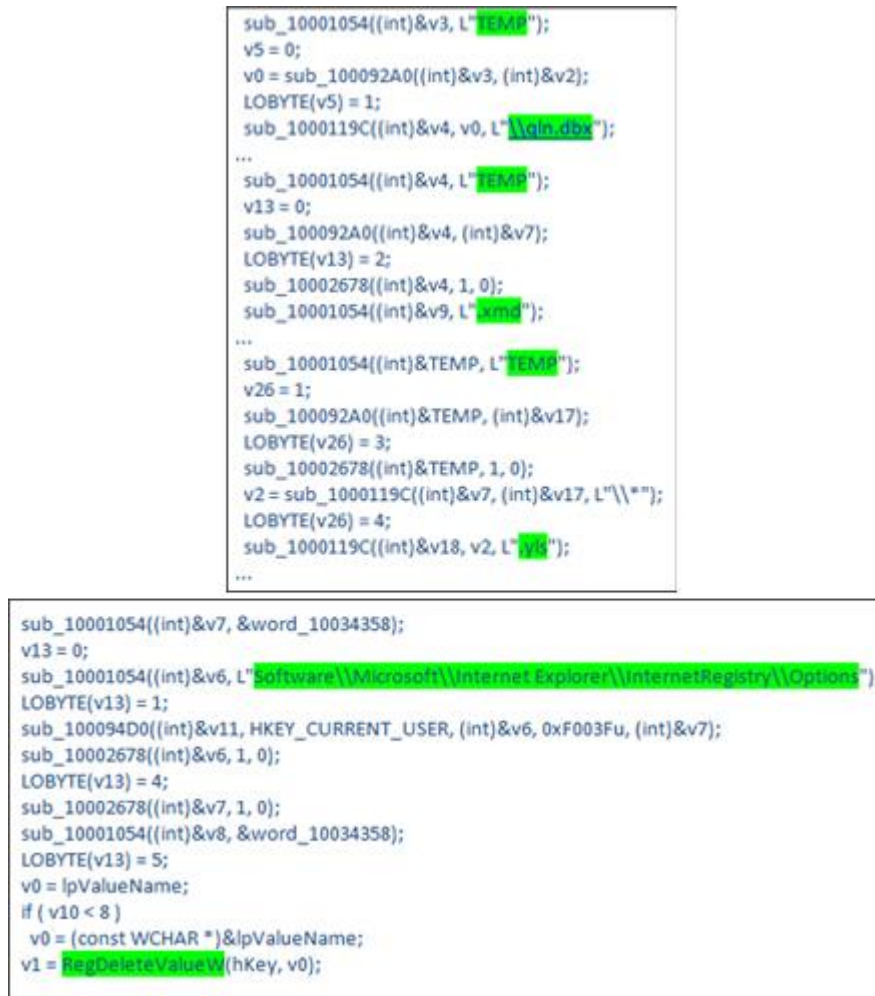 sub_10001054((int)&v3, L"TEMP");
v5 = 0;
v0 = sub_100092A0((int)&v3, (int)&v2);
LOBYTE(v5) = 1;
sub_1000119C((int)&v4, v0, L"\\qln.dbx");
...
sub_10001054((int)&v4, L"TEMP");
v13 = 0;
sub_100092A0((int)&v4, (int)&v7);
LOBYTE(v13) = 2;
sub_10002678((int)&v4, 1, 0);
sub_10001054((int)&v9, L".xmd");
...
sub_10001054((int)&TEMP, L"TEMP");
v26 = 1;
sub_100092A0((int)&TEMP, (int)&v17);
LOBYTE(v26) = 3;
sub_10002678((int)&TEMP, 1, 0);
v2 = sub_1000119C((int)&v7, (int)&v17, L"\\*");
LOBYTE(v26) = 4;
sub_1000119C((int)&v18, v2, L".yls");
...
sub_10001054((int)&v7, &word_10034358);
v13 = 0;
sub_10001054((int)&v6, L"Software\\Microsoft\\Internet Explorer\\InternetRegistry\\Options")
LOBYTE(v13) = 1;
sub_100094D0((int)&v11, HKEY_CURRENT_USER, (int)&v6, 0xF003Fu, (int)&v7);
sub_10002678((int)&v6, 1, 0);
LOBYTE(v13) = 4;
sub_10002678((int)&v7, 1, 0);
sub_10001054((int)&v8, &word_10034358);
LOBYTE(v13) = 5;
v0 = lpValueName;
if ( v10 < 8 )
v0 = (const WCHAR *)&lpValueName;
v1 = RegDeleteValueW(hKey, v0);